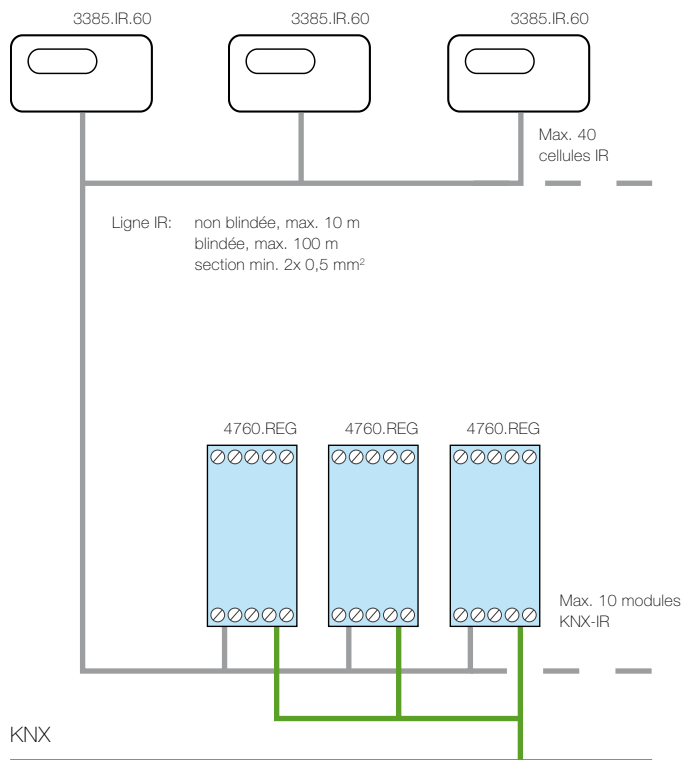 3385.IR.60
3385.IR.60
3385.IR.60
Max. 40
cellules IR
Ligne IR: non blindée, max. 10 m
blindée, max. 100 m
section min. 2x 0,5 mm²
4760.REG
4760.REG
4760.REG
Max. 10 modules
KNX-IR
KNX